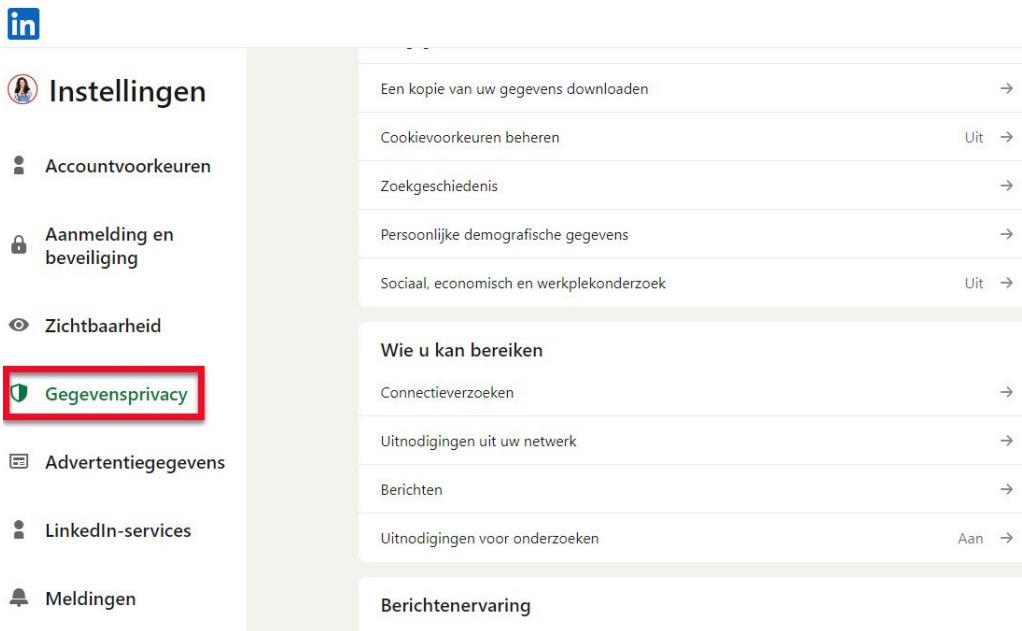 in
Instellingen
Accountvoorkeuren
Aanmelding en
beveiliging
Zichtbaarheid
Gegevensprivacy
Advertentiegegevens
LinkedIn-services
Meldingen
Een kopie van uw gegevens downloaden
Cookievoorkeuren beheren Uit
Zoekgeschiedenis
Persoonlijke demografische gegevens
Sociaal, economisch en werkplekonderzoek Uit
Wie u kan bereiken
Connectieverzoeken
Uitnodigingen uit uw netwerk
Berichten
Uitnodigingen voor onderzoeken Aan
Berichtenervaring